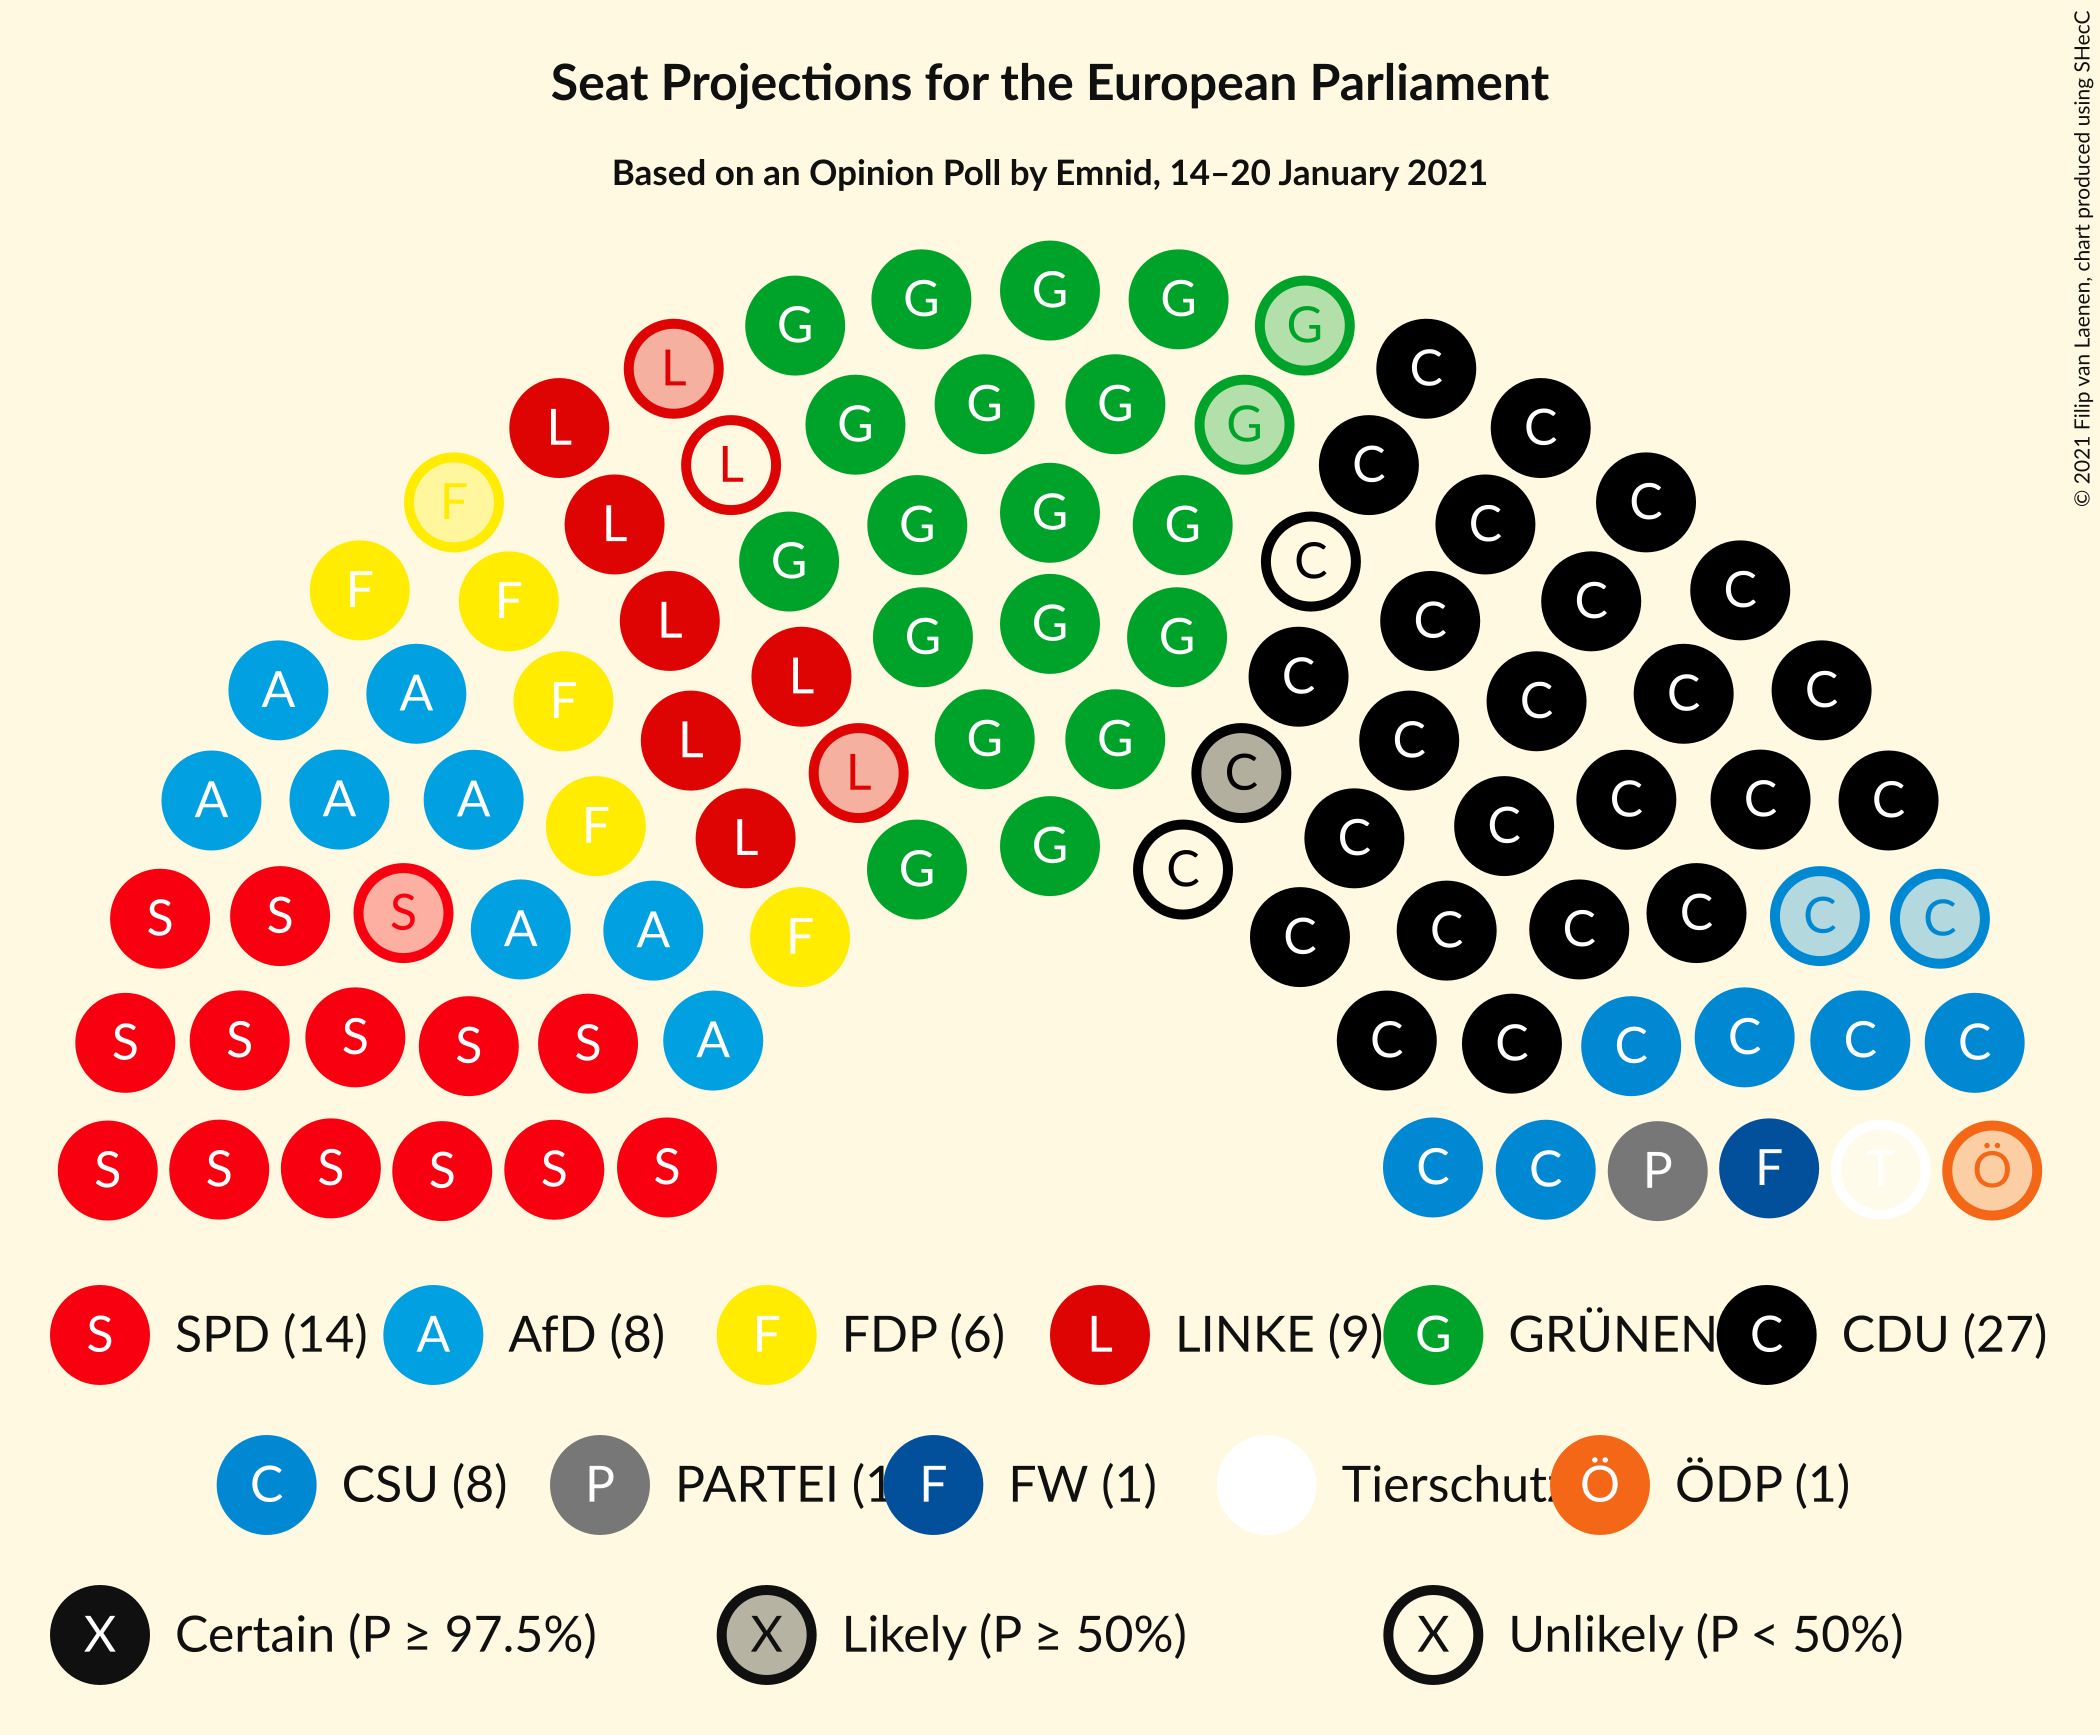 Seat Projections for the European Parliament
Based on an Opinion Poll by Emnid, 14–20 January 2021
© 2021 Filip van Laenen, chart produced using SHecC
G G G G G
L G G G G C
L L G G G G C C
F L G G G C C C
F F L G G C C C C
A A F L L G G C C C C C
A A A F L L G G C C C C C C
S S S A A F C C C C C C
S S S S S A C C C C C C
S S S S S S C C P F T Ö
S SPD (14) A AfD (8) F FDP (6) L LINKE (9) G GRÜNEN C CDU (27)
C CSU (8) P PARTEI (1 F FW (1) Tierschutz Ö ÖDP (1)
X Certain (P ≥ 97.5%) X Likely (P ≥ 50%) X Unlikely (P < 50%)